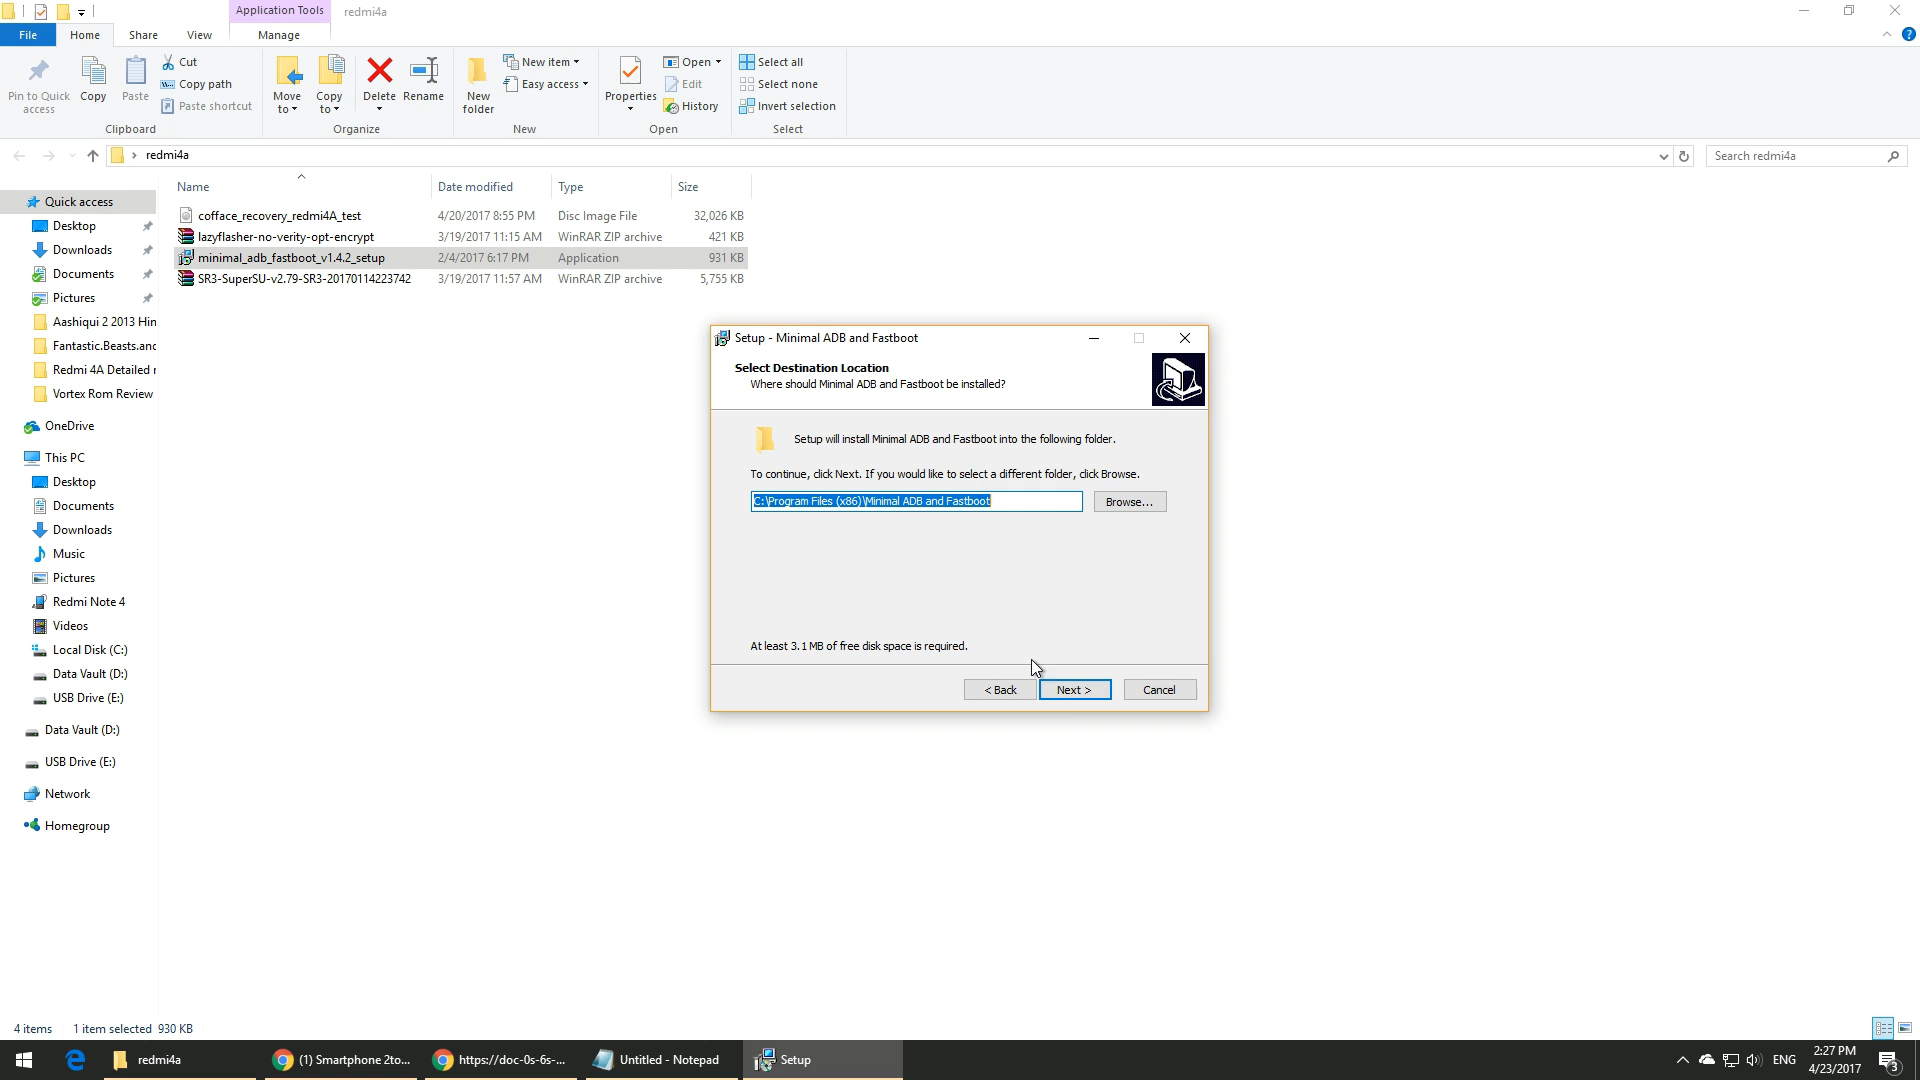 Application Tools
redmi4a
File
Home
Share
View
Manage
Pin to Quick access
Copy
Paste
Cut
Copy path
Paste shortcut
Clipboard
Move to
Copy to
Delete
Rename
Organize
New folder
New item
Easy access
New
Properties
Open
Edit
History
Open
Select all
Select none
Invert selection
Select
redmi4a
Search redmi4a
Name
Date modified
Type
Size
cofface_recovery_redmi4A_test 4/20/2017 8:55 PM Disc Image File 32,026 KB
lazyflasher-no-verity-opt-encrypt 3/19/2017 11:15 AM WinRAR ZIP archive 421 KB
minimal_adb_fastboot_v1.4.2_setup 2/4/2017 6:17 PM Application 931 KB
SR3-SuperSU-v2.79-SR3-20170114223742 3/19/2017 11:57 AM WinRAR ZIP archive 5,755 KB
Quick access
Desktop
Downloads
Documents
Pictures
Aashiqui 2 2013 Hin
Fantastic.Beasts.and
Redmi 4A Detailed r
Vortex Rom Review
OneDrive
This PC
Desktop
Documents
Downloads
Music
Pictures
Redmi Note 4
Videos
Local Disk (C:)
Data Vault (D:)
USB Drive (E:)
Data Vault (D:)
USB Drive (E:)
Network
Homegroup
Setup - Minimal ADB and Fastboot
Select Destination Location
Where should Minimal ADB and Fastboot be installed?
Setup will install Minimal ADB and Fastboot into the following folder.
To continue, click Next. If you would like to select a different folder, click Browse.
C:\Program Files (x86)\Minimal ADB and Fastboot
Browse...
At least 3.1 MB of free disk space is required.
< Back
Next >
Cancel
4 items 1 item selected 930 KB
redmi4a
(1) Smartphone 2to...
https://doc-0s-6s-...
Untitled - Notepad
Setup
ENG
2:27 PM
4/23/2017
3